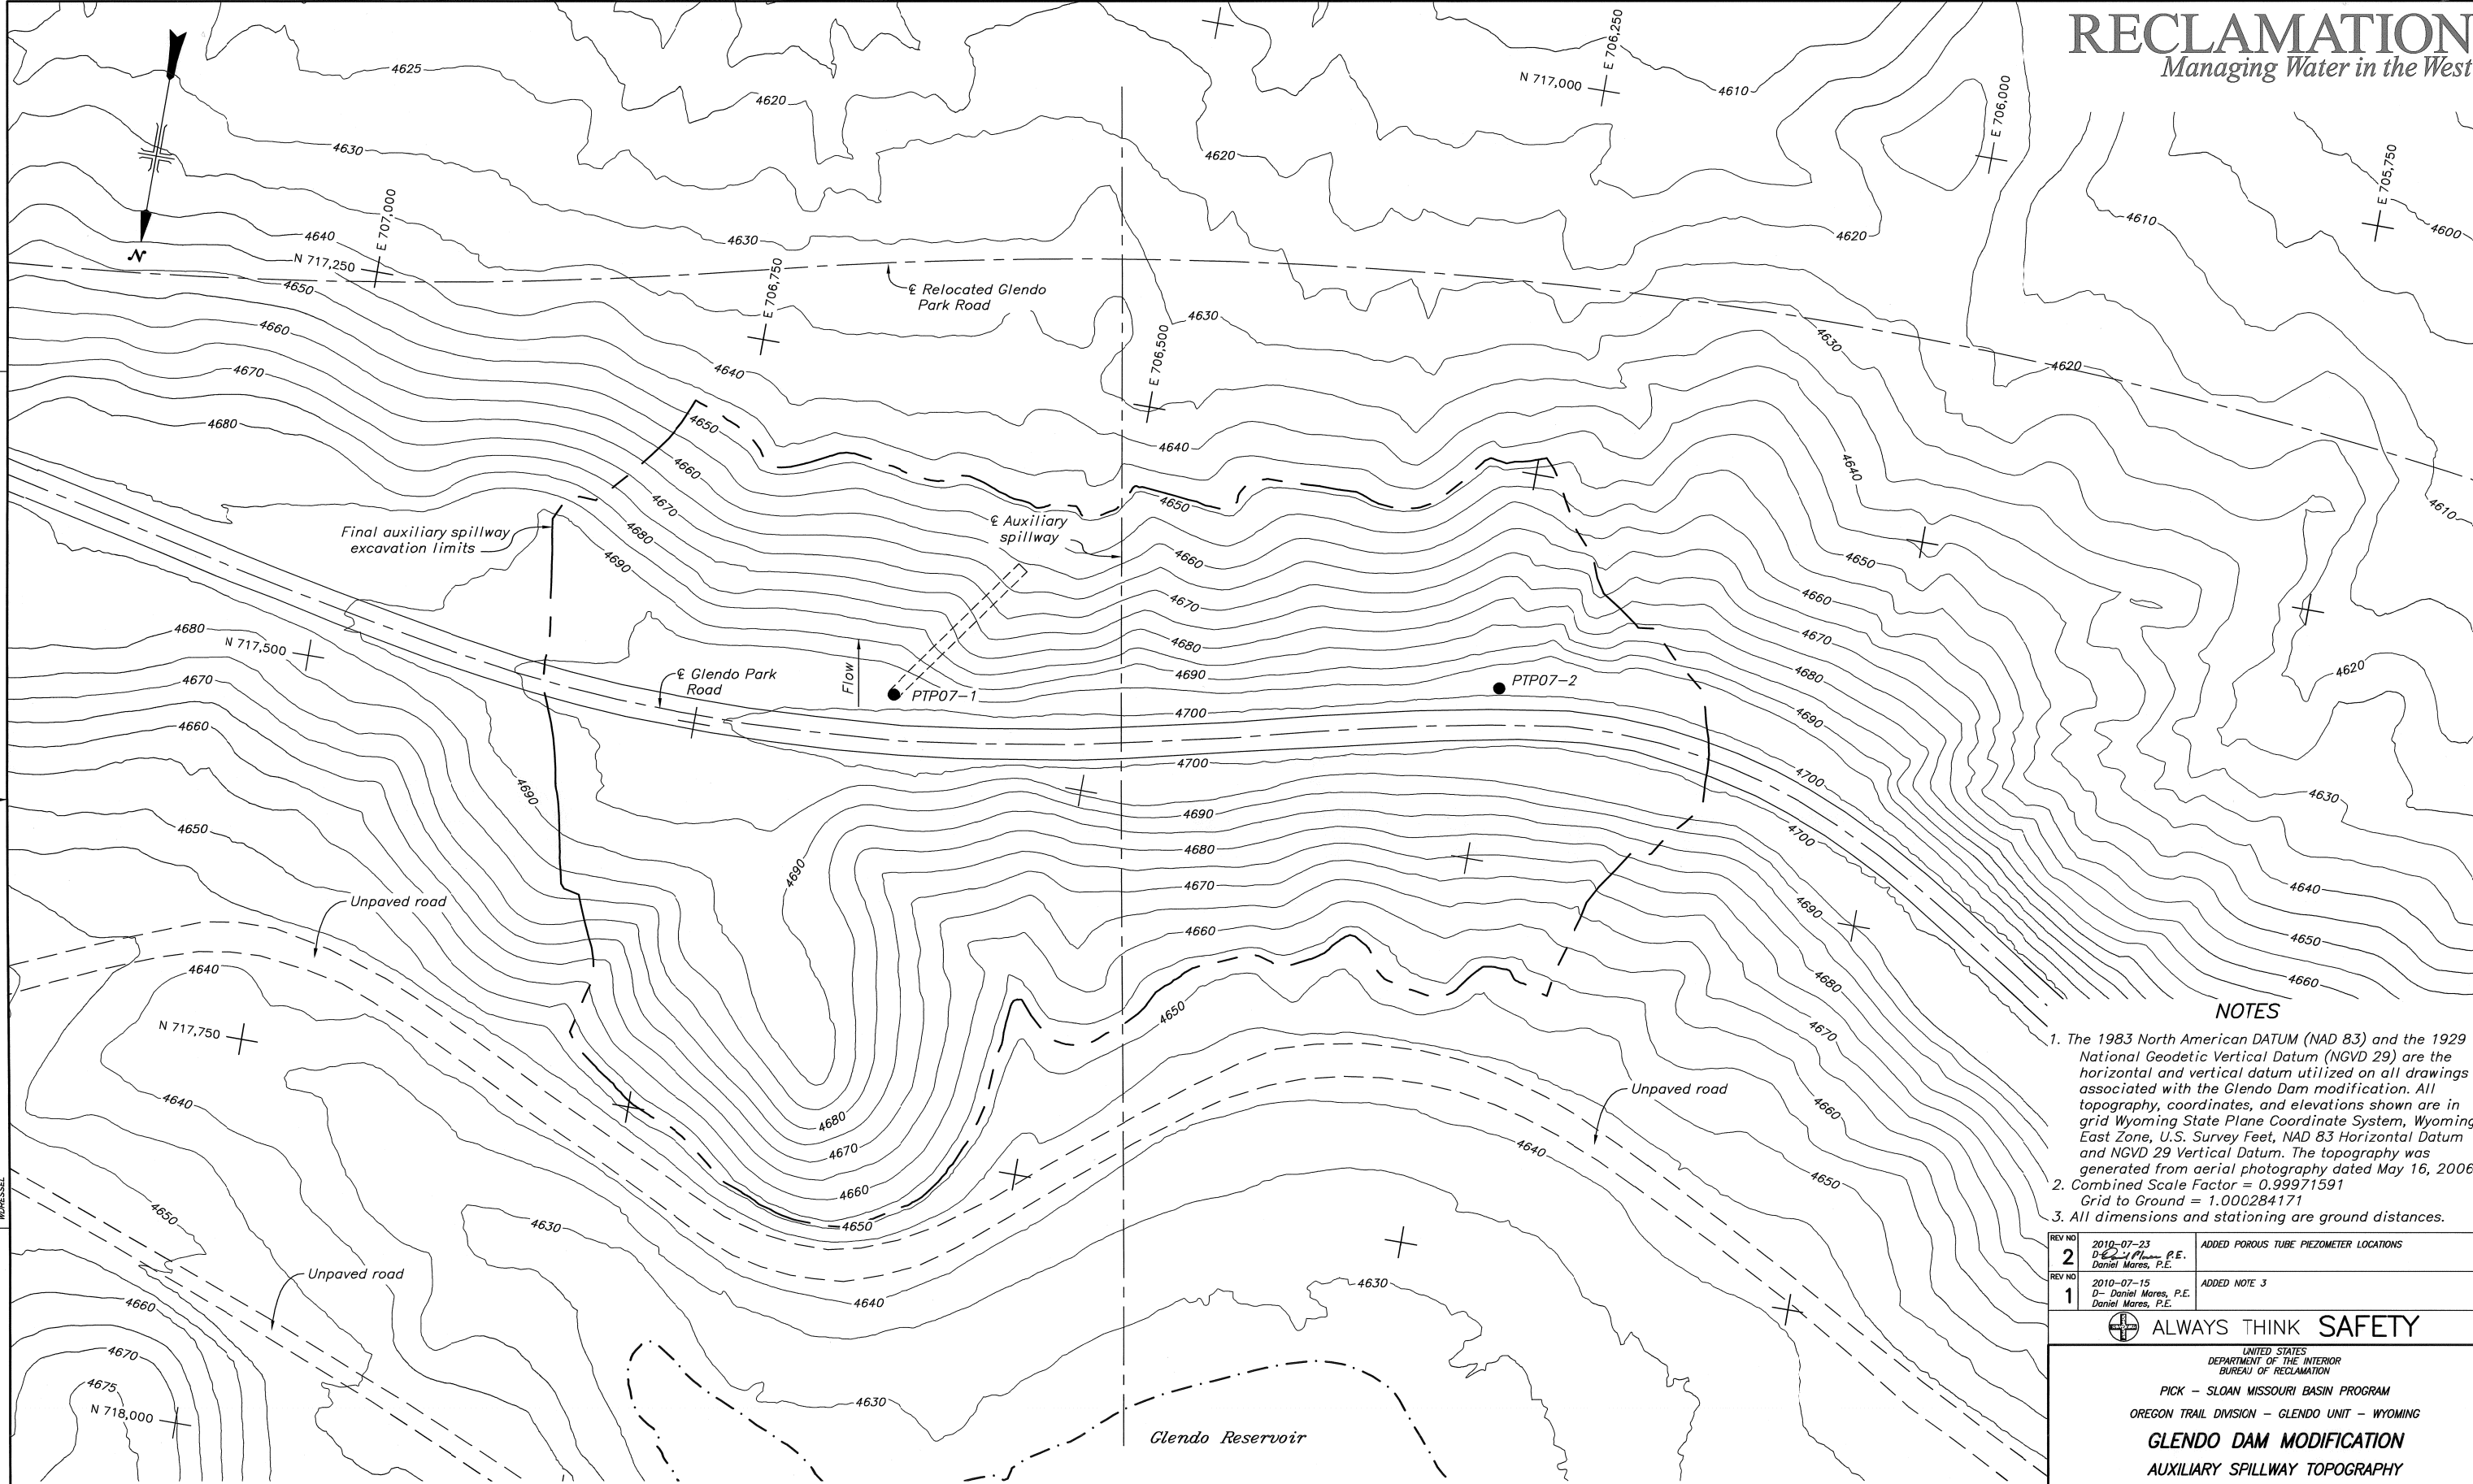 RECLAMATION
Managing Water in the West
E 706,250
N 717,000
4610
E 706,000
4625
4620
4630
4620
E 705,750
4610
4600
E 707,000
4640
4630
4620
N 717,250
E 706,750
4650
℄ Relocated Glendo
Park Road
4630
4660
E 706,500
4630
4620
4670
4640
4680
4650
4640
4640
4660
4650
4670
℄ Auxiliary
spillway
4610
Final auxiliary spillway
excavation limits
4680
4690
4660
4650
4670
4660
4680
N 717,500
4680
4670
4690
4680
4620
4670
℄ Glendo Park
Road
Flow
PTP07-1
PTP07-2
4700
4690
4660
4700
4700
4690
4630
4690
4650
4680
4700
4690
4670
4640
Unpaved road
4690
4660
4650
4640
4680
4660
4650
N 717,750
4670
4640
Unpaved road
4660
4680
4640
4670
4650
4660
4650
4650
4630
Unpaved road
4630
4660
4640
4670
4675
4630
N 718,000
Glendo Reservoir
N
WDRESSEL
NOTES
1. The 1983 North American DATUM (NAD 83) and the 1929
National Geodetic Vertical Datum (NGVD 29) are the
horizontal and vertical datum utilized on all drawings
associated with the Glendo Dam modification. All
topography, coordinates, and elevations shown are in
grid Wyoming State Plane Coordinate System, Wyoming
East Zone, U.S. Survey Feet, NAD 83 Horizontal Datum
and NGVD 29 Vertical Datum. The topography was
generated from aerial photography dated May 16, 2006
2. Combined Scale Factor = 0.99971591
Grid to Ground = 1.000284171
3. All dimensions and stationing are ground distances.
REV NO
2
2010-07-23
D- P.E.
Daniel Mares, P.E.
ADDED POROUS TUBE PIEZOMETER LOCATIONS
REV NO
1
2010-07-15
D- Daniel Mares, P.E.
Daniel Mares, P.E.
ADDED NOTE 3
ALWAYS THINK SAFETY
UNITED STATES
DEPARTMENT OF THE INTERIOR
BUREAU OF RECLAMATION
PICK - SLOAN MISSOURI BASIN PROGRAM
OREGON TRAIL DIVISION - GLENDO UNIT - WYOMING
GLENDO DAM MODIFICATION
AUXILIARY SPILLWAY TOPOGRAPHY